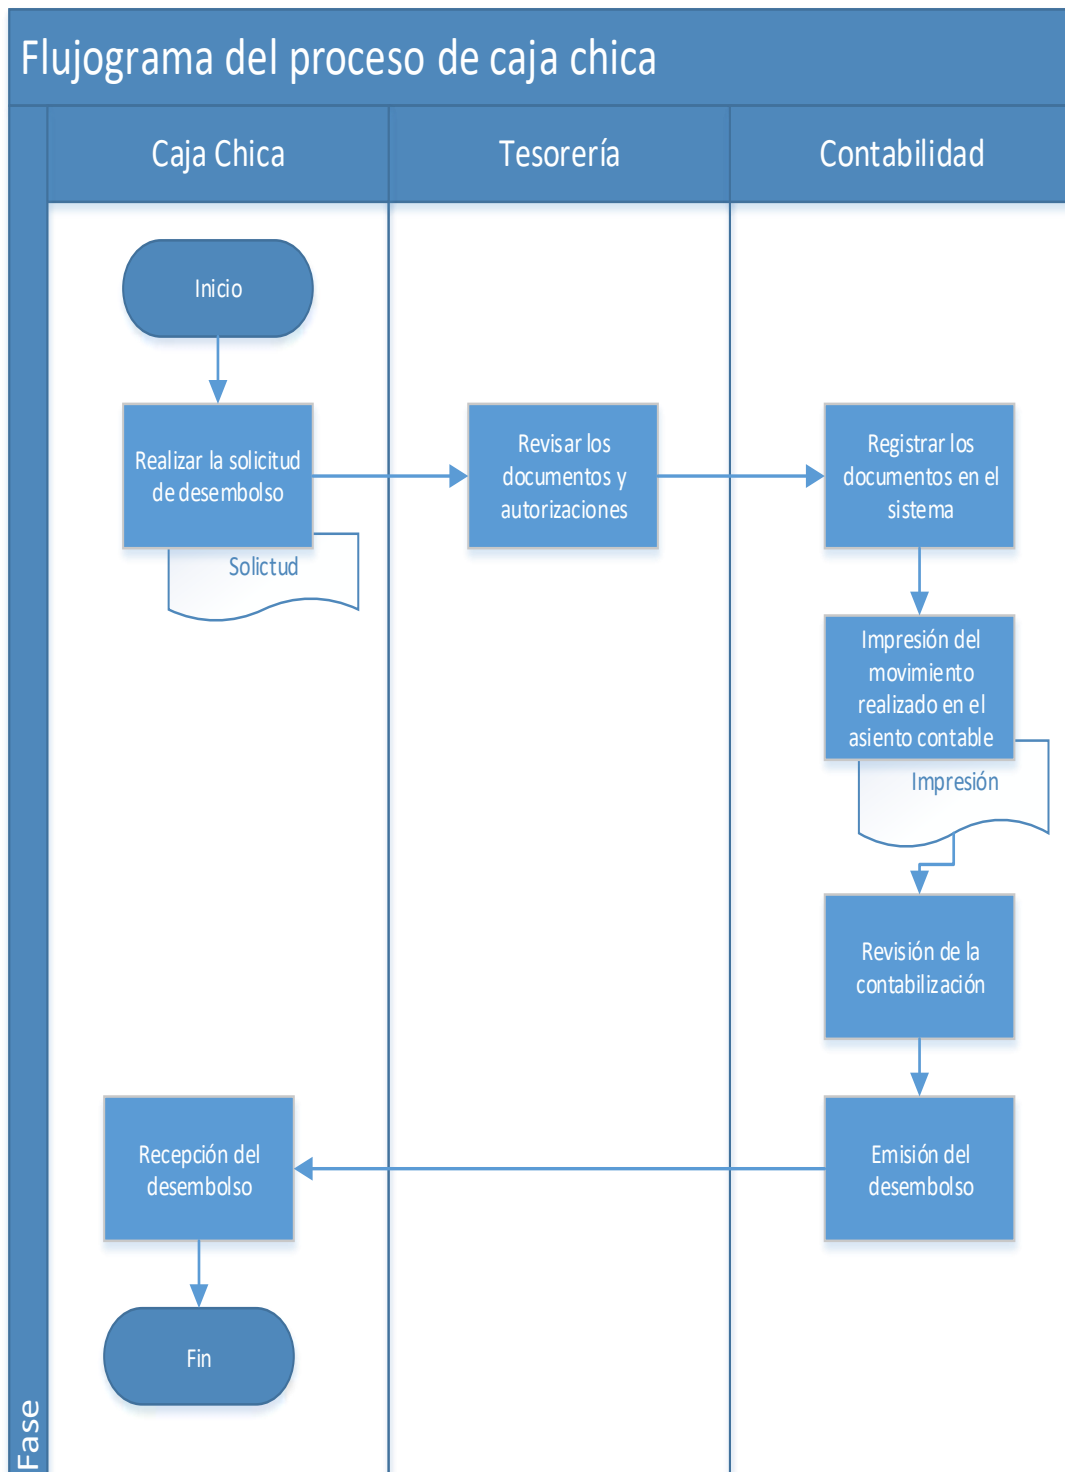 Flujograma del proceso de caja chica
Caja Chica
Tesorería
Contabilidad
Inicio
Realizar la solicitud
de desembolso
Solictud
Revisar los
documentos y
autorizaciones
Registrar los
documentos en el
sistema
Impresión del
movimiento
realizado en el
asiento contable
Impresión
Revisión de la
contabilización
Emisión del
desembolso
Recepción del
desembolso
Fin
Fase